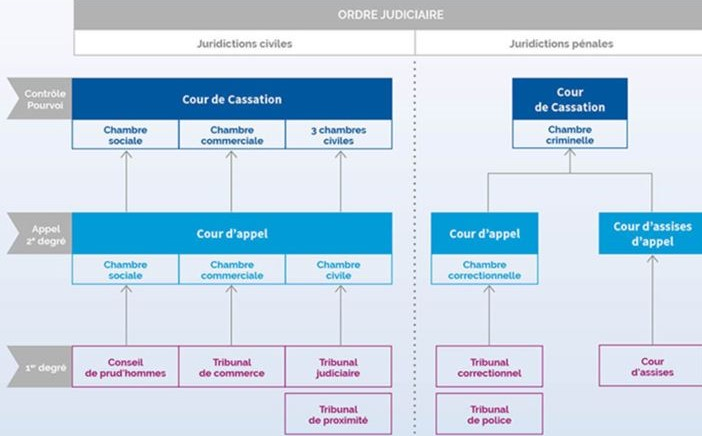 ORDRE JUDICIAIRE
Juridictions civiles
Juridictions pénales
Contrôle
Pourvoi
Cour de Cassation
Chambre
sociale
Chambre
commerciale
3 chambres
civiles
Cour
de Cassation
Chambre
criminelle
Appel
2e degré
Cour d'appel
Chambre
sociale
Chambre
commerciale
Chambre
civile
Cour d'appel
Chambre
correctionnelle
Cour d'assises
d'appel
1er degré
Conseil
de prud'hommes
Tribunal
de commerce
Tribunal
judiciaire
Tribunal
de proximité
Tribunal
correctionnel
Tribunal
de police
Cour
d'assises